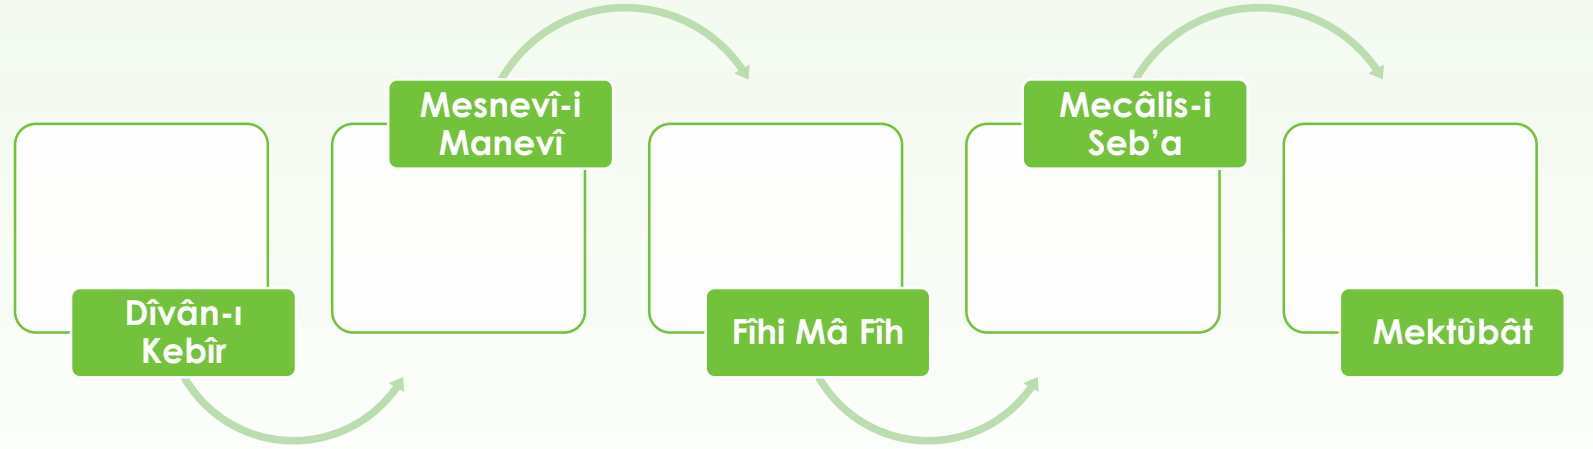 Dîvân-ı
Kebîr
Mesnevî-i
Manevî
Fîhi Mâ Fîh
Mecâlis-i
Seb’a
Mektûbât